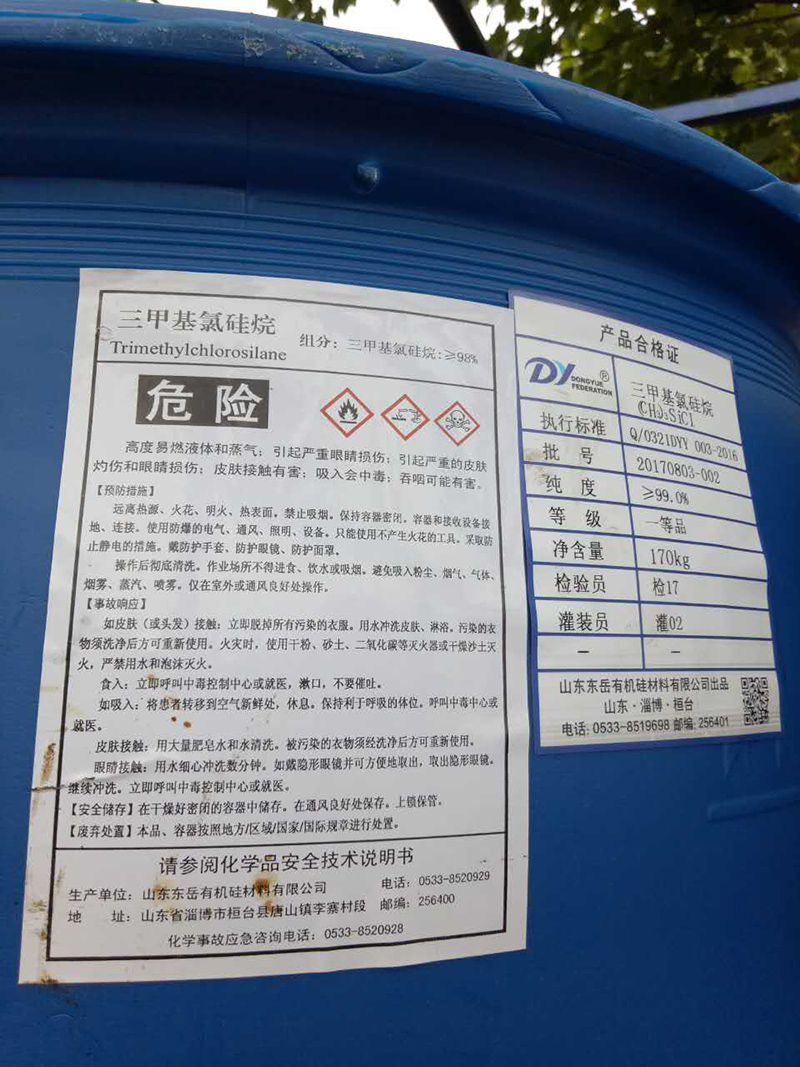 三甲基氯硅烷
Trimethylchlorosilane
组分：三甲基氯硅烷：≥98%
危险
高度易燃液体和蒸气；引起严重眼睛损伤；引起严重的皮肤
灼伤和眼睛损伤；皮肤接触有害；吸入会中毒；吞咽可能有害。
【预防措施】
远离热源、火花、明火、热表面。禁止吸烟。保持容器密闭。容器和接收设备接
地、连接。使用防爆的电气、通风、照明、设备。只能使用不产生火花的工具。采取防
止静电的措施。戴防护手套、防护眼镜、防护面罩。
操作后彻底清洗。作业场所不得进食、饮水或吸烟。避免吸入粉尘、烟气、气体、
烟雾、蒸汽、喷雾。仅在室外或通风良好处操作。
【事故响应】
如皮肤（或头发）接触：立即脱掉所有污染的衣服。用水冲洗皮肤、淋浴。污染的衣
物须洗净后方可重新使用。火灾时，使用干粉、砂土、二氧化碳等灭火器或干燥沙土灭
火，严禁用水和泡沫灭火。
食入：立即呼叫中毒控制中心或就医，漱口，不要催吐。
如吸入：将患者转移到空气新鲜处，休息。保持利于呼吸的体位。呼叫中毒中心或
就医。
皮肤接触：用大量肥皂水和水清洗。被污染的衣物须经洗净后方可重新使用。
眼睛接触：用水细心冲洗数分钟。如戴隐形眼镜并可方便地取出，取出隐形眼镜。
继续冲洗。立即呼叫中毒控制中心或就医。
【安全储存】在干燥好密闭的容器中储存。在通风良好处保存。上锁保管。
【废弃处置】本品、容器按照地方/区域/国家/国际规章进行处置。
请参阅化学品安全技术说明书
生产单位：山东东岳有机硅材料有限公司 电话：0533-8520929
地 址：山东省淄博市桓台县唐山镇李寨村段 邮编：256400
化学事故应急咨询电话：0533-8520928
产品合格证
DY DONGYUE FEDERATION ®
三甲基氯硅烷
(CH₃)₃SiCl
执行标准 Q/0321DYY 003-2016
批 号 20170803-002
纯 度 ≥99.0%
等 级 一等品
净含量 170kg
检验员 检17
灌装员 灌02
— —
山东东岳有机硅材料有限公司出品
山东·淄博·桓台
电话：0533-8519698 邮编：256401